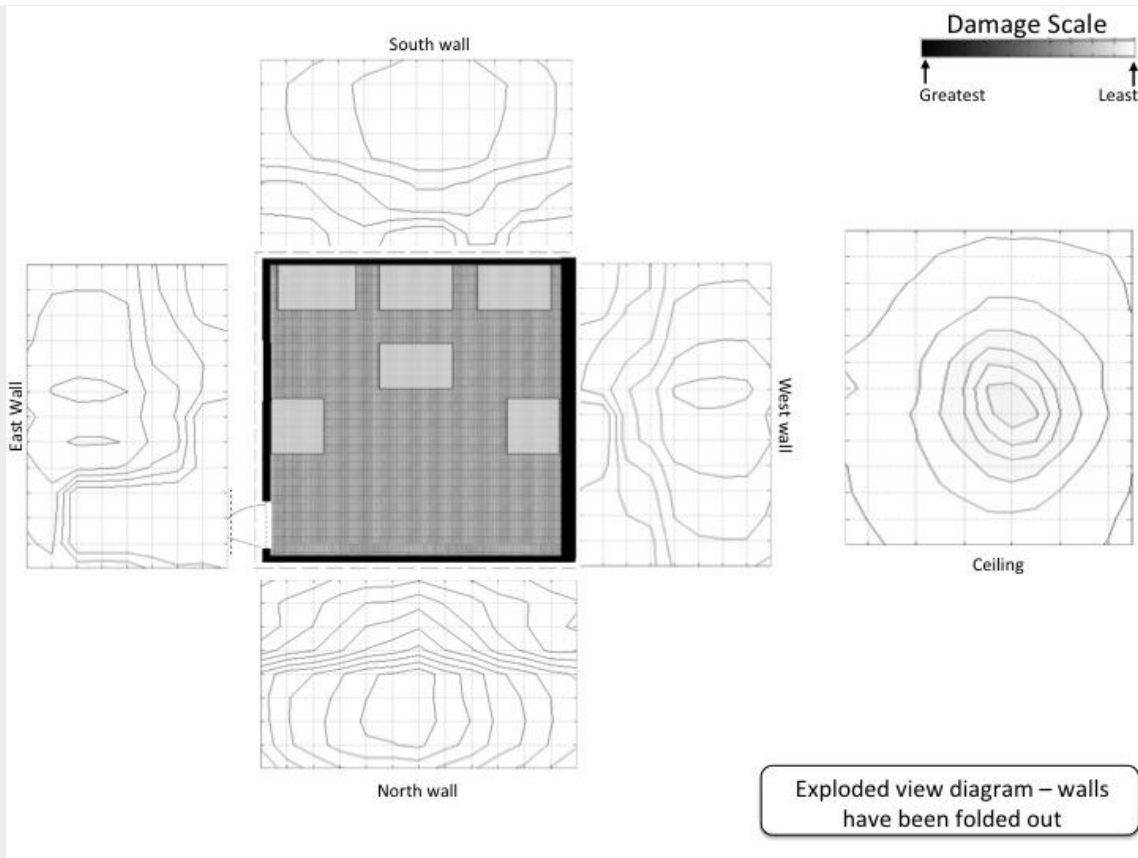 South wall
Damage Scale
Greatest
Least
East Wall
West wall
Ceiling
North wall
Exploded view diagram – walls
have been folded out